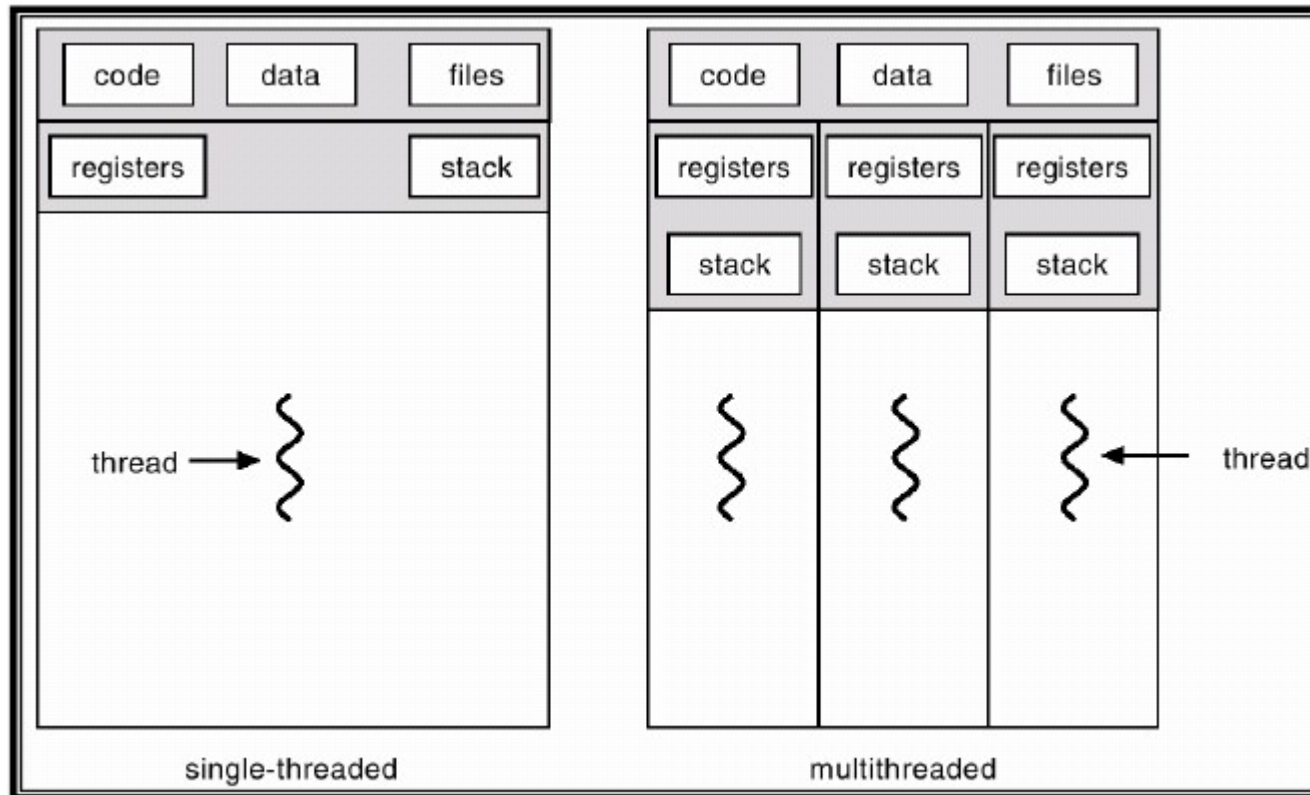 code data files code data files
registers stack registers registers registers
stack stack stack
thread thread
single-threaded multithreaded